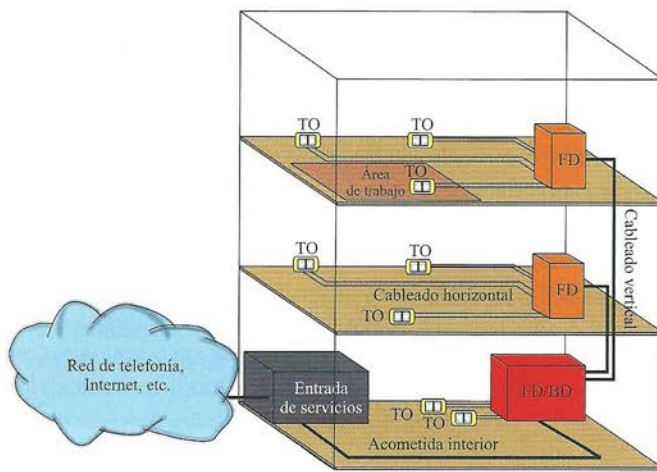 TO
TO
FD
Área
de trabajo
TO
Cableado vertical
TO
TO
Cableado horizontal
FD
TO
Red de telefonía,
Internet, etc.
Entrada
de servicios
FD/BD
TO
TO
Acometida interior